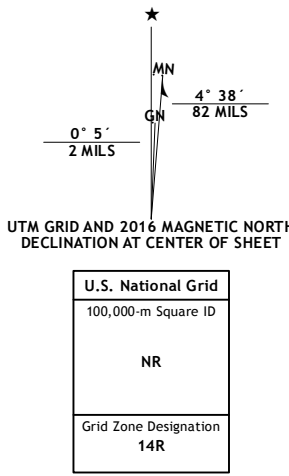 ★
MN
4° 38´
82 MILS
GN
0° 5´
2 MILS
UTM GRID AND 2016 MAGNETIC NORTH
DECLINATION AT CENTER OF SHEET
U.S. National Grid
100,000-m Square ID
NR
Grid Zone Designation
14R